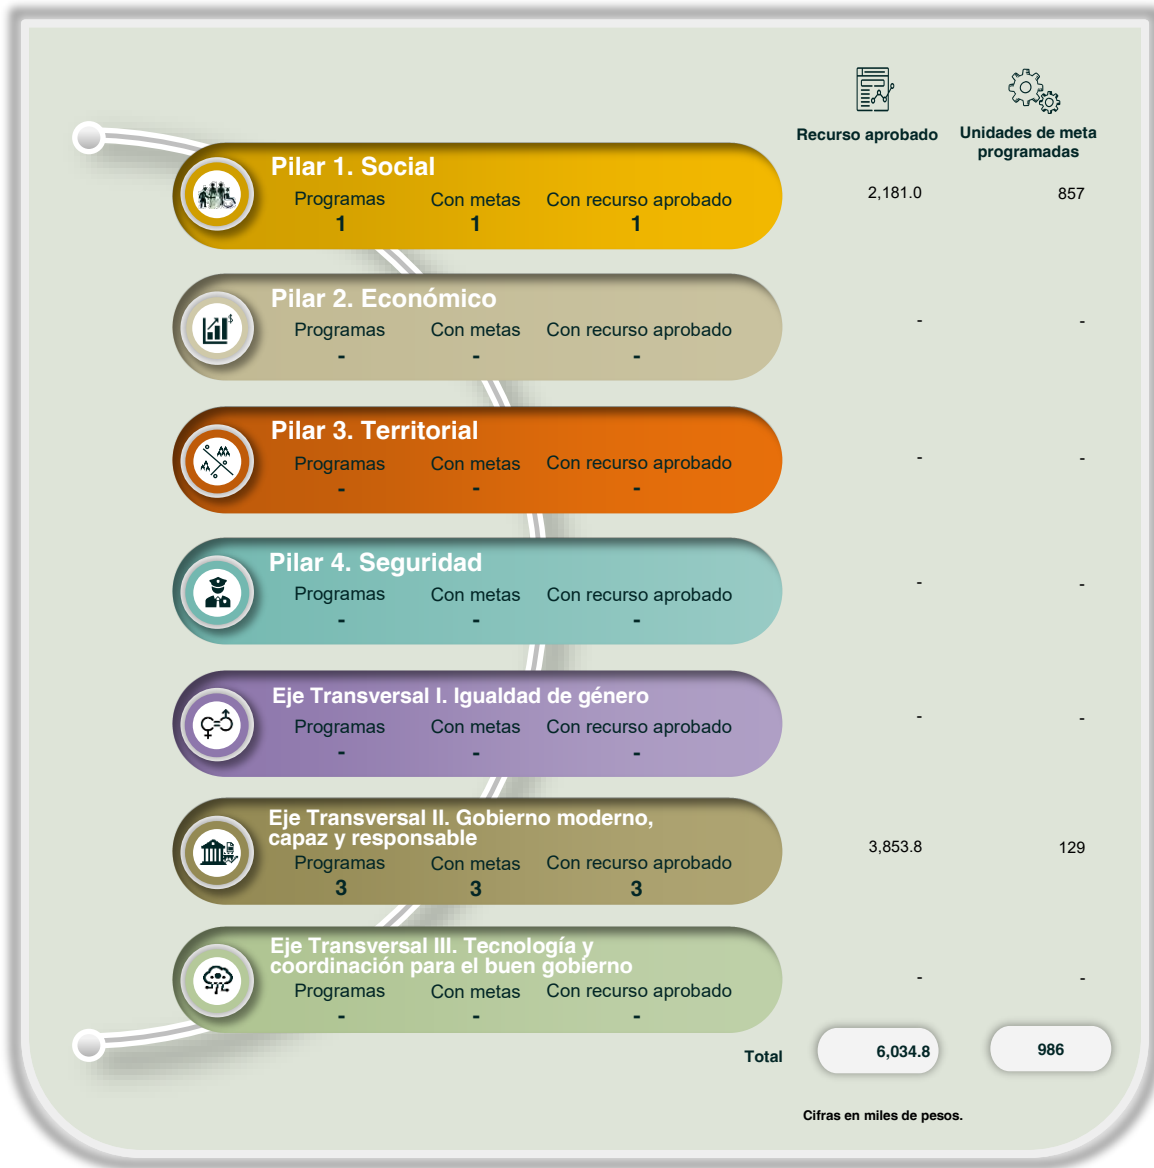 Recurso aprobado
Unidades de meta
programadas
Pilar 1. Social
Programas Con metas Con recurso aprobado
1 1 1
2,181.0 857
Pilar 2. Económico
Programas Con metas Con recurso aprobado
- - -
- -
Pilar 3. Territorial
Programas Con metas Con recurso aprobado
- - -
- -
Pilar 4. Seguridad
Programas Con metas Con recurso aprobado
- - -
- -
Eje Transversal I. Igualdad de género
Programas Con metas Con recurso aprobado
- - -
- -
Eje Transversal II. Gobierno moderno,
capaz y responsable
Programas Con metas Con recurso aprobado
3 3 3
3,853.8 129
Eje Transversal III. Tecnología y
coordinación para el buen gobierno
Programas Con metas Con recurso aprobado
- - -
- -
Total 6,034.8 986
Cifras en miles de pesos.